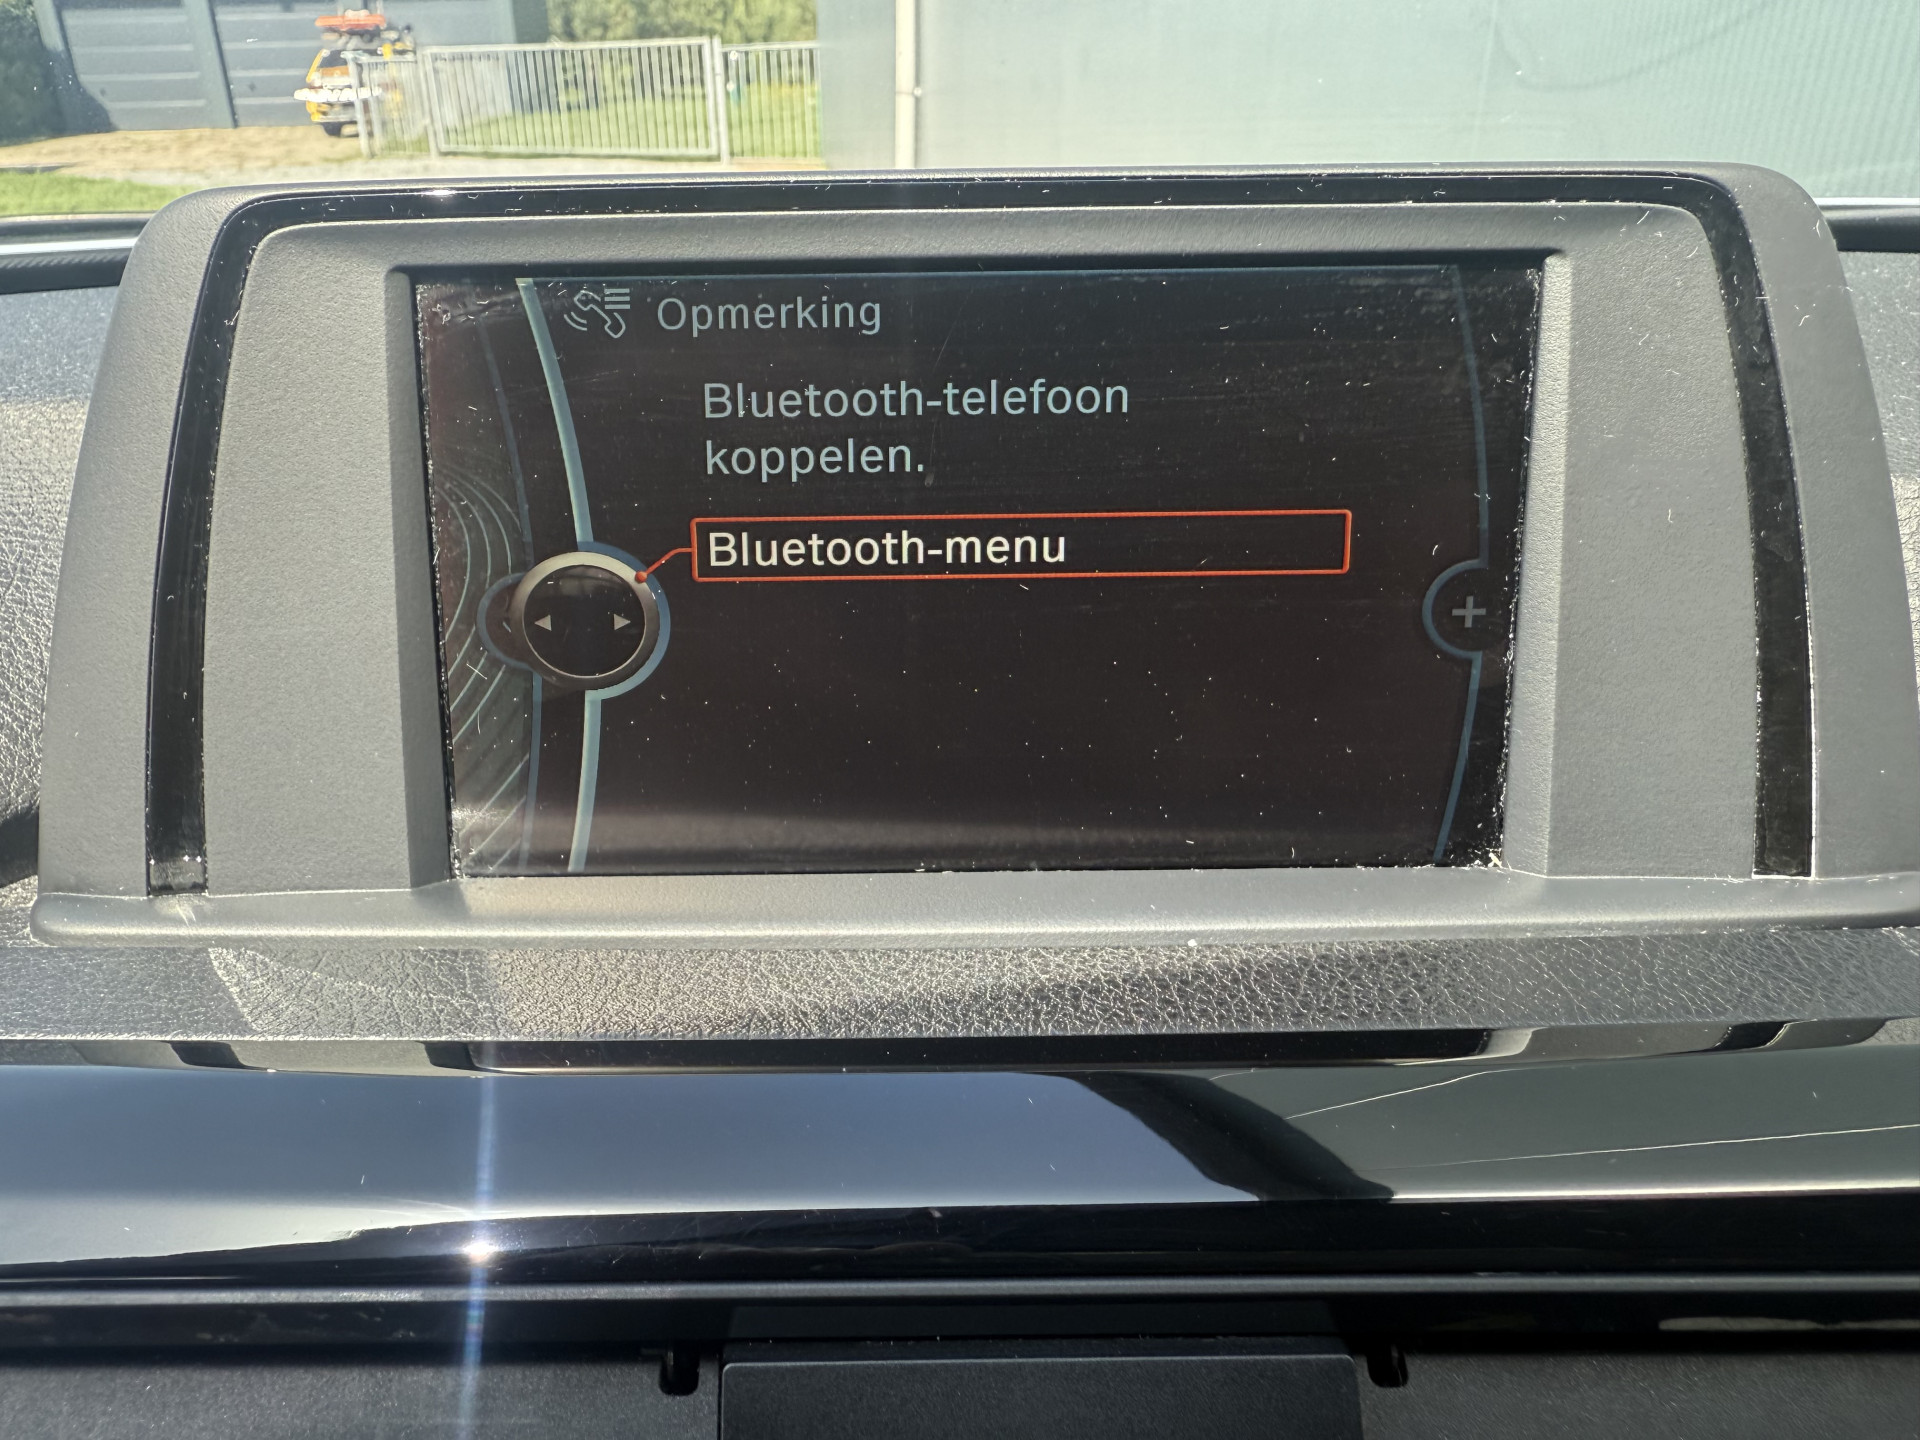 Opmerking
Bluetooth-telefoon
koppelen.
Bluetooth-menu